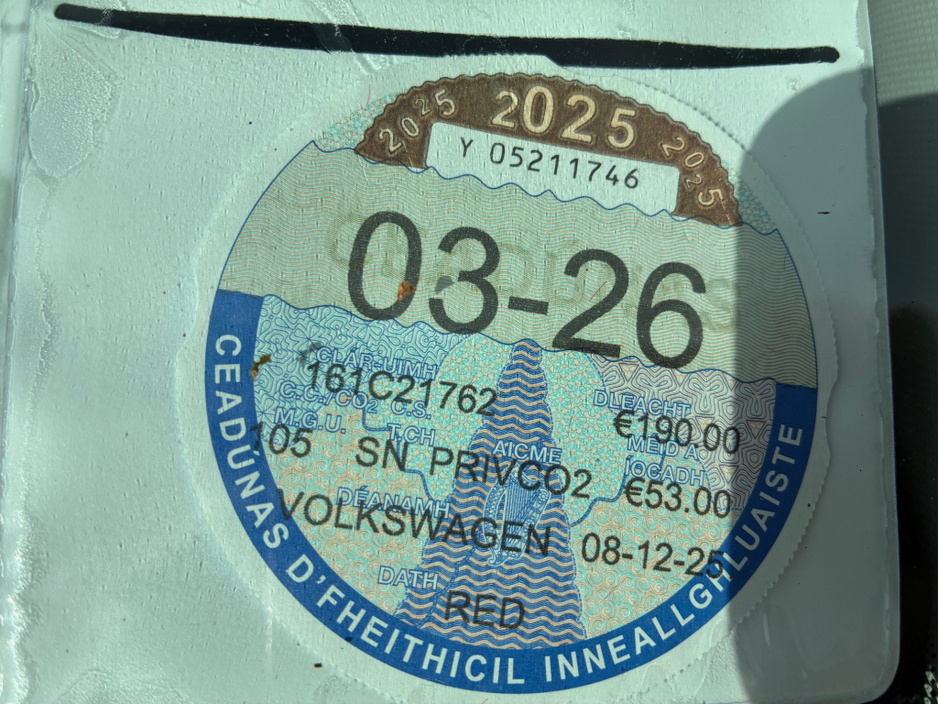 2025 2025 2025
Y 05211746
03-26
CLÁR UIMH
161C21762
C.C./CO2 C.S.
DLEACHT
€190.00
M.G.U. T.CH
AICME
MÉID A
ÍOCADH
105 SN PRIVCO2 €53.00
DÉANAMH
VOLKSWAGEN 08-12-25
DATH
RED
CEADÚNAS D'FHEITHICIL INNEALLGHLUAISTE